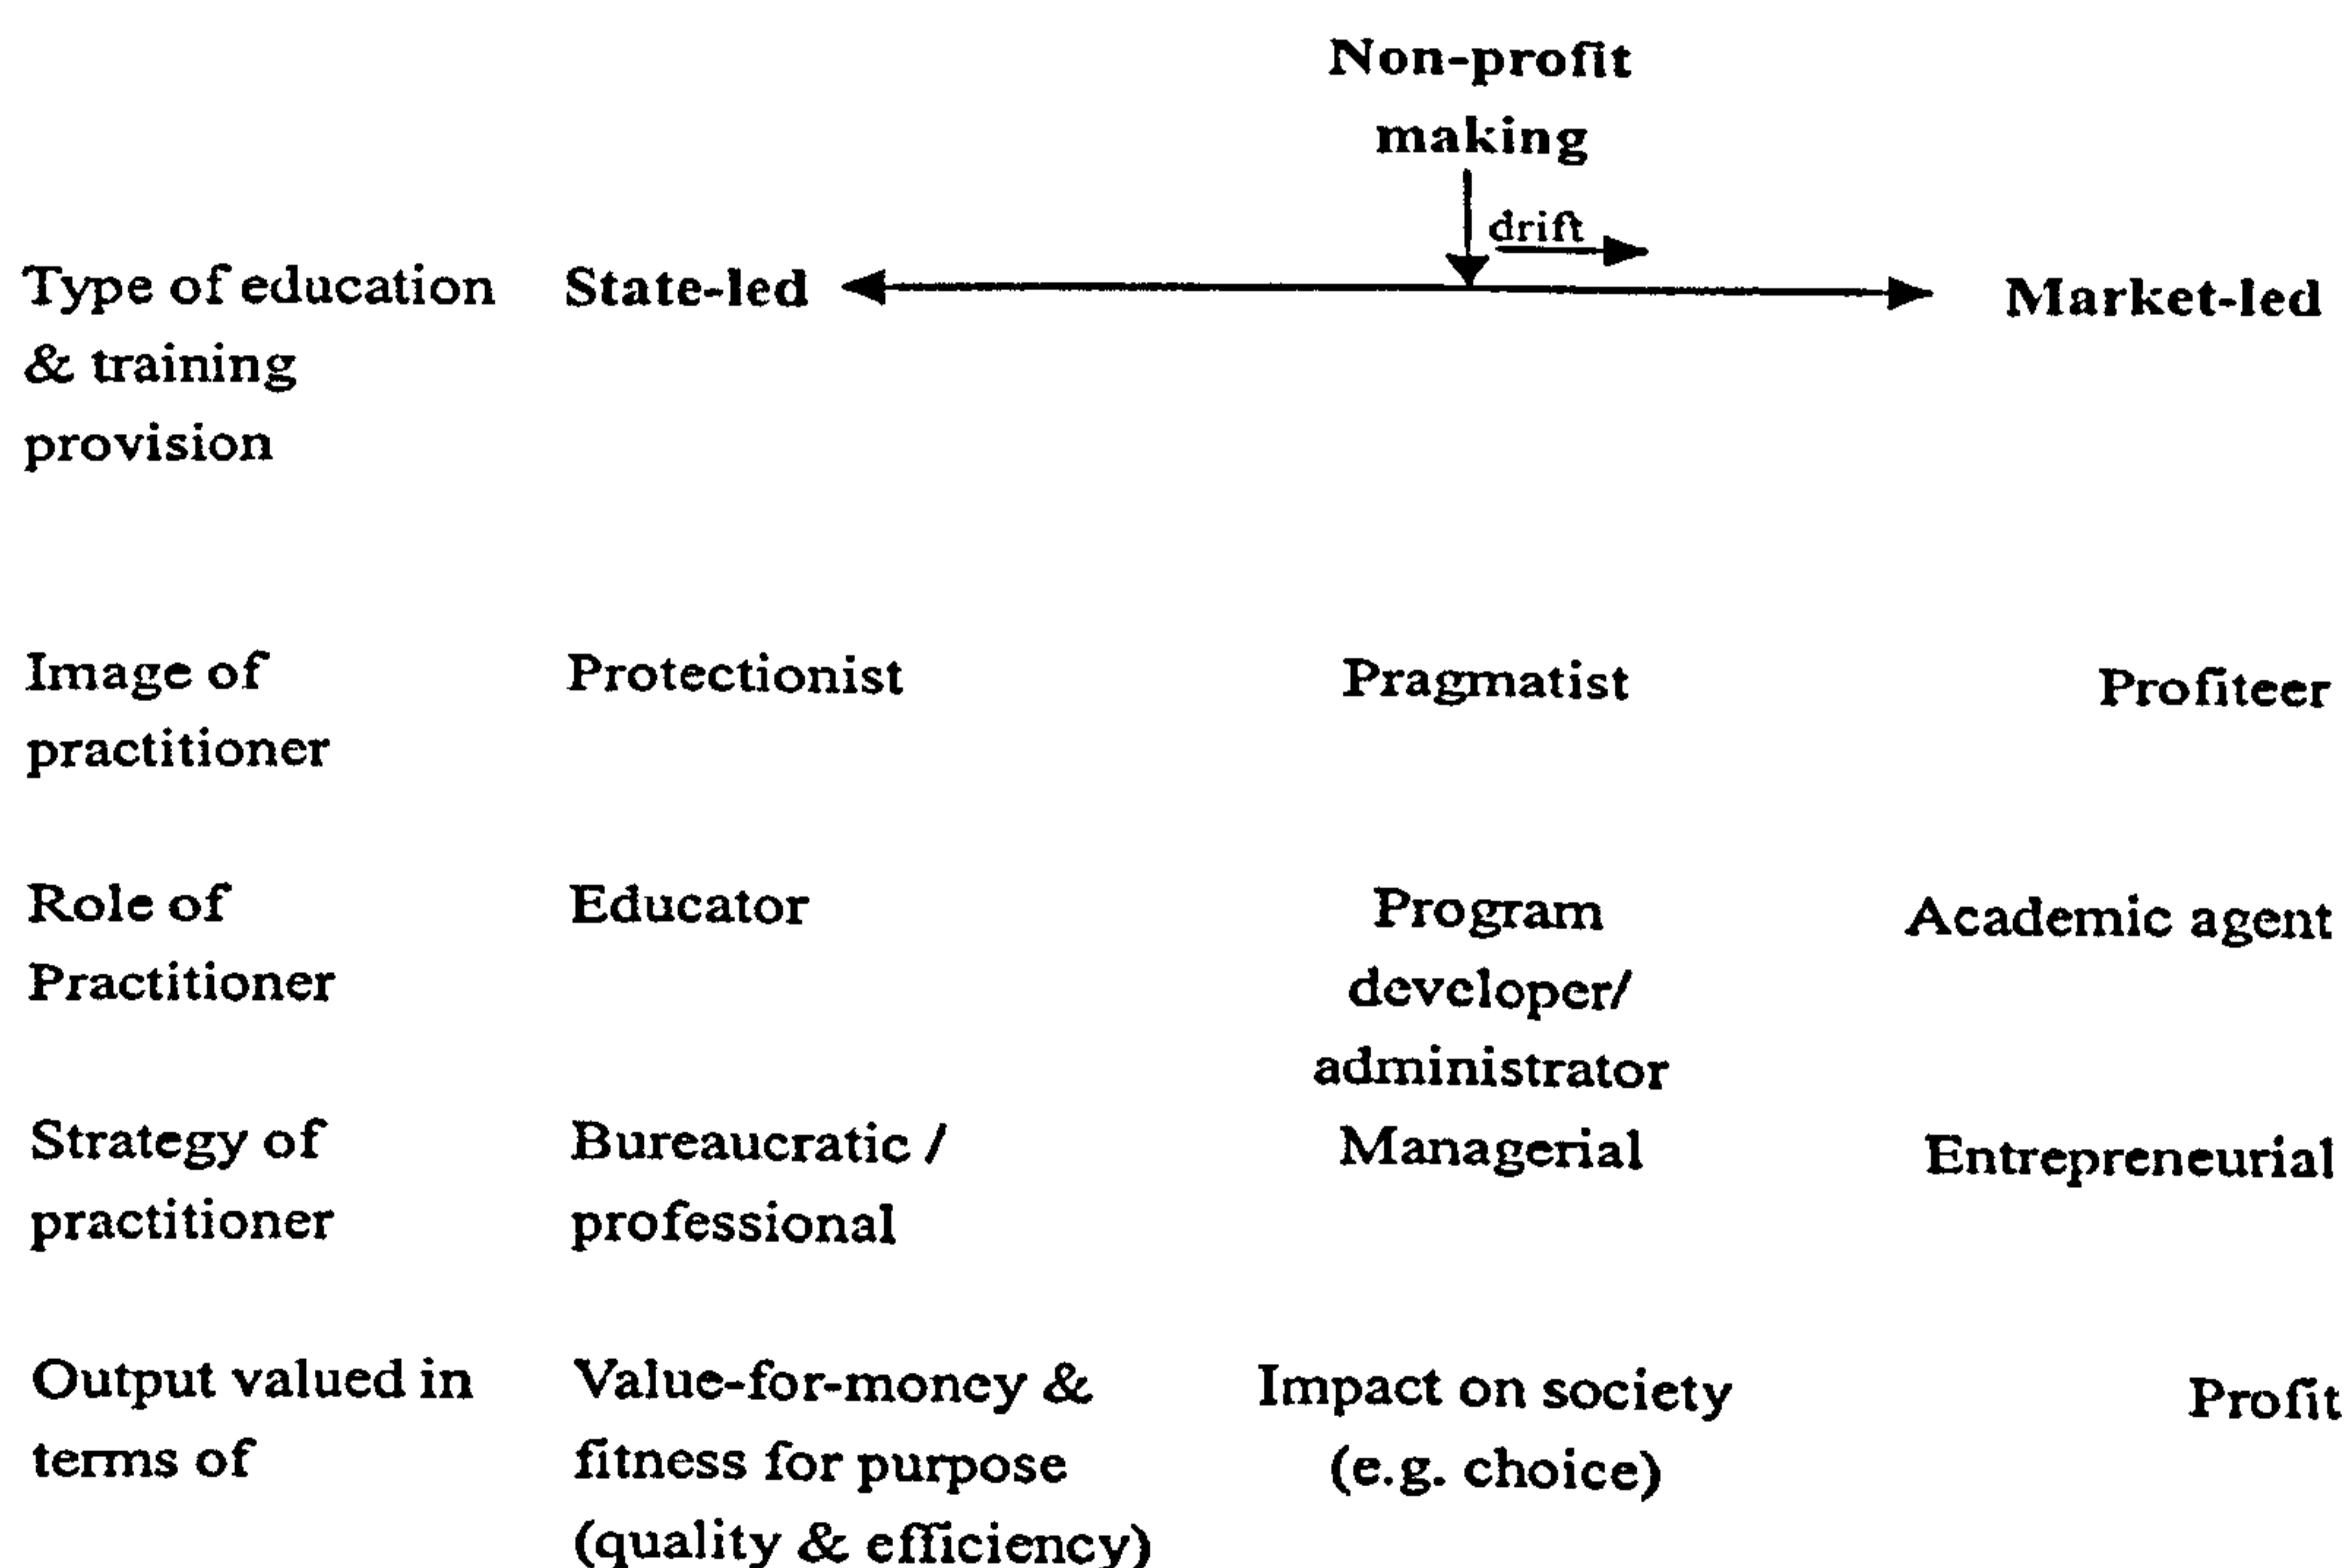 Non-profit
making
drift
Type of education State-led Market-led
& training
provision
Image of Protectionist Pragmatist Profiteer
practitioner
Role of Educator Program Academic agent
Practitioner developer/
administrator
Strategy of Bureaucratic / Managerial Entrepreneurial
practitioner professional
Output valued in Value-for-money & Impact on society Profit
terms of fitness for purpose (e.g. choice)
(quality & efficiency)